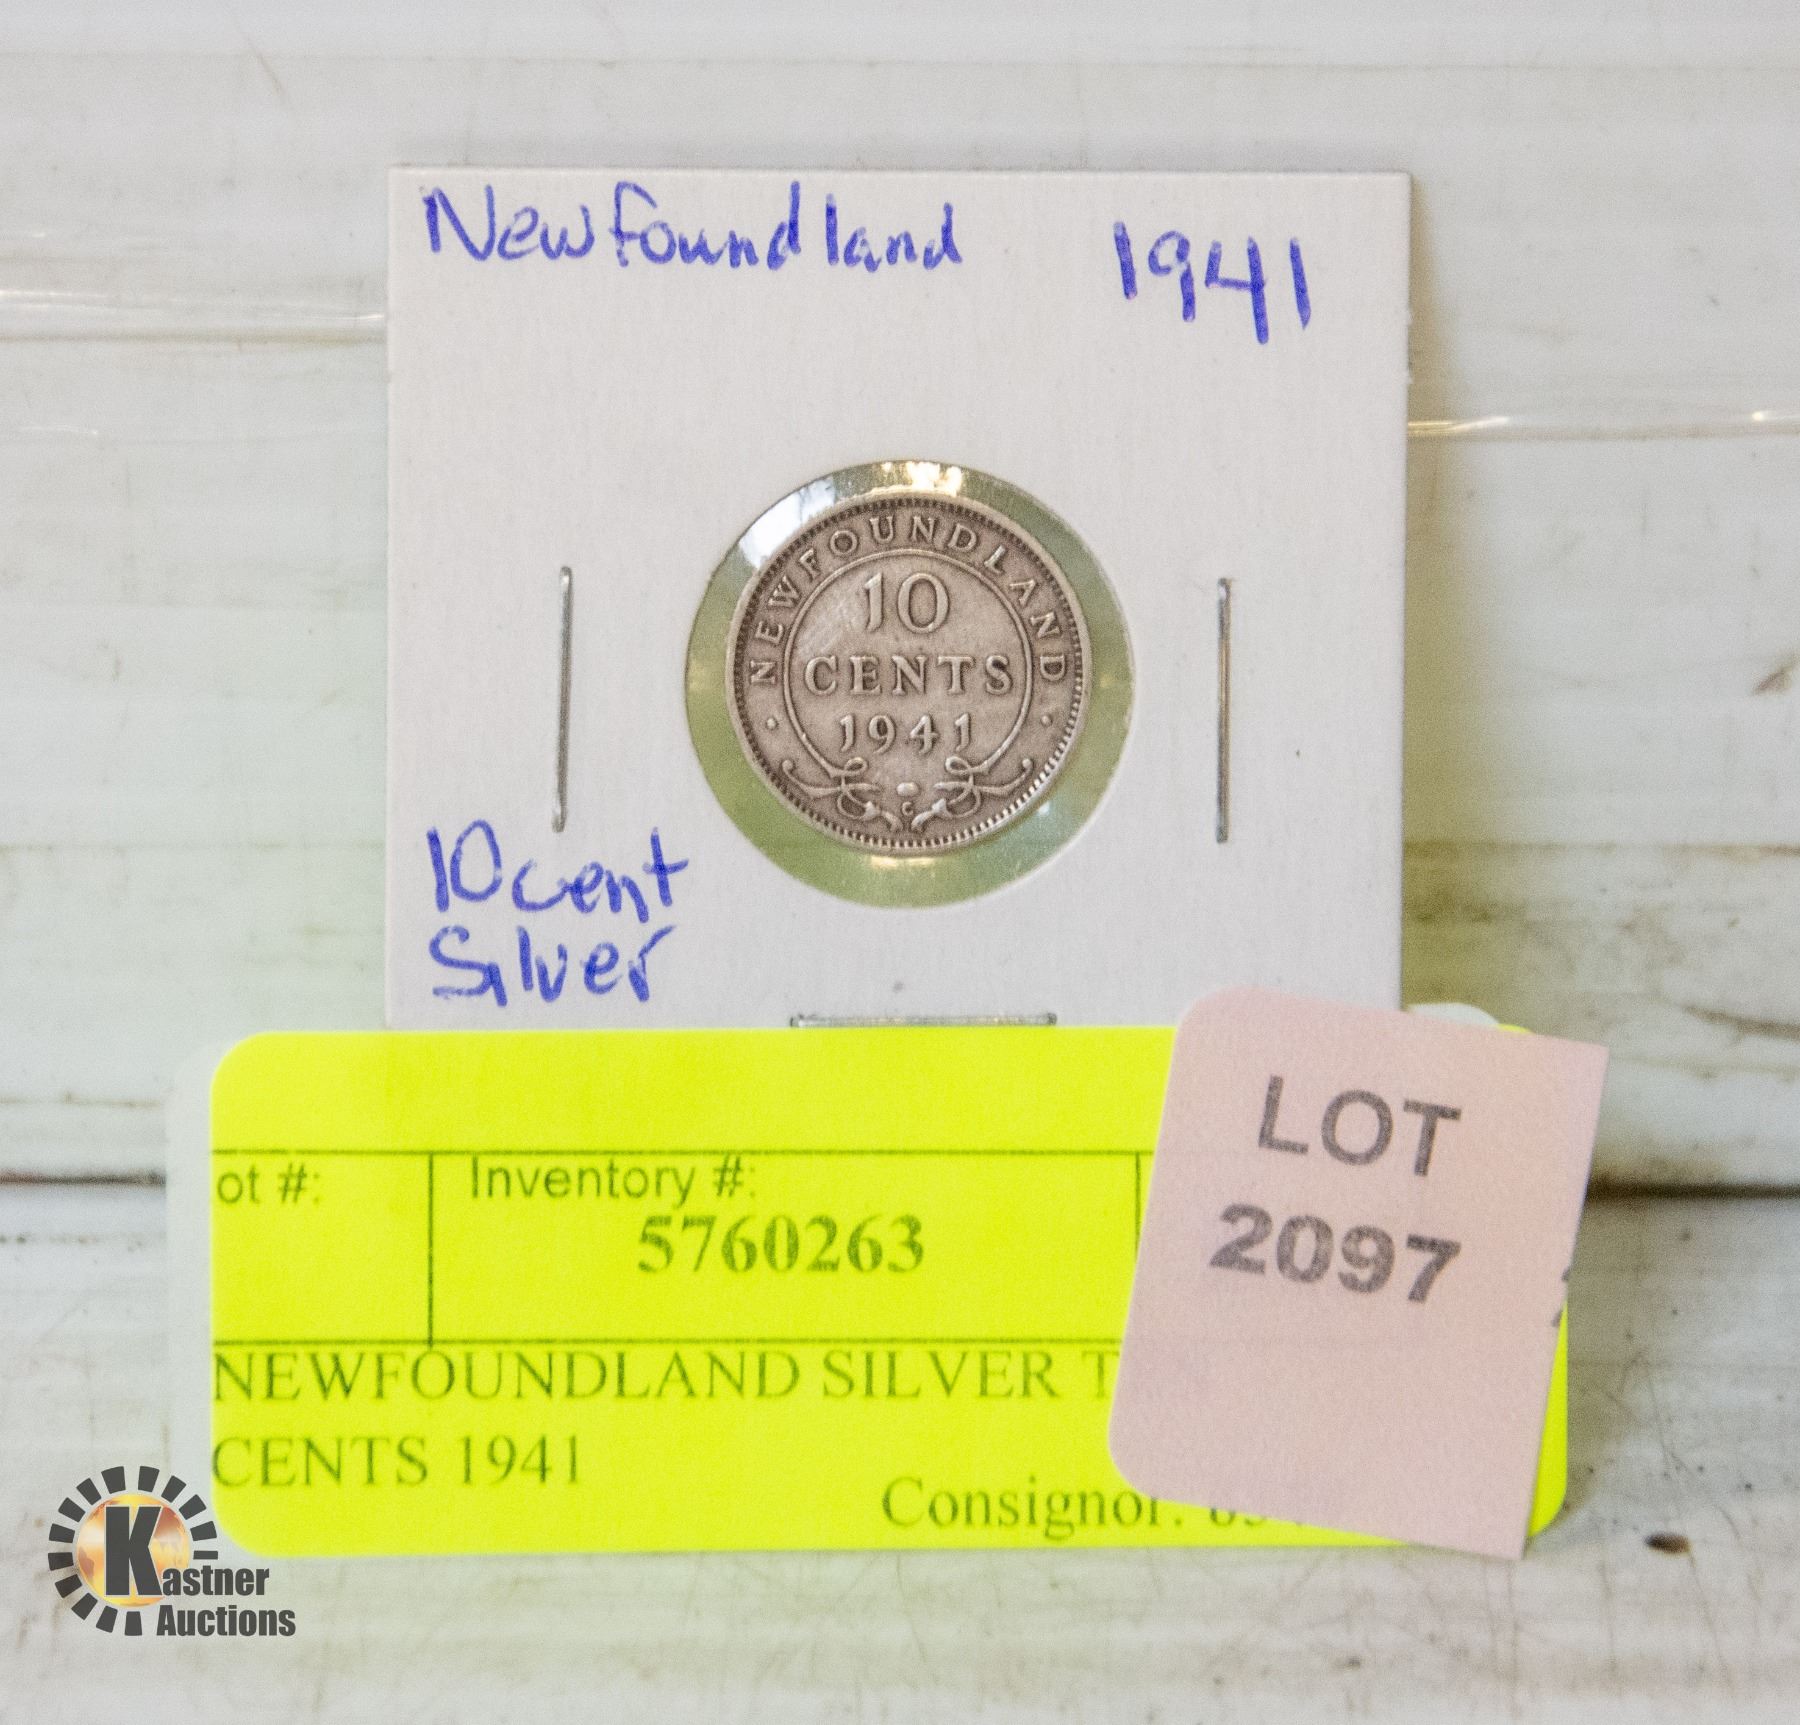 Newfoundland 1941
NEWFOUNDLAND
10
CENTS
1941
C
10 cent
Silver
LOT
2097
ot #:
Inventory #:
5760263
NEWFOUNDLAND SILVER T
CENTS 1941
Consignor:
Kastner
Auctions